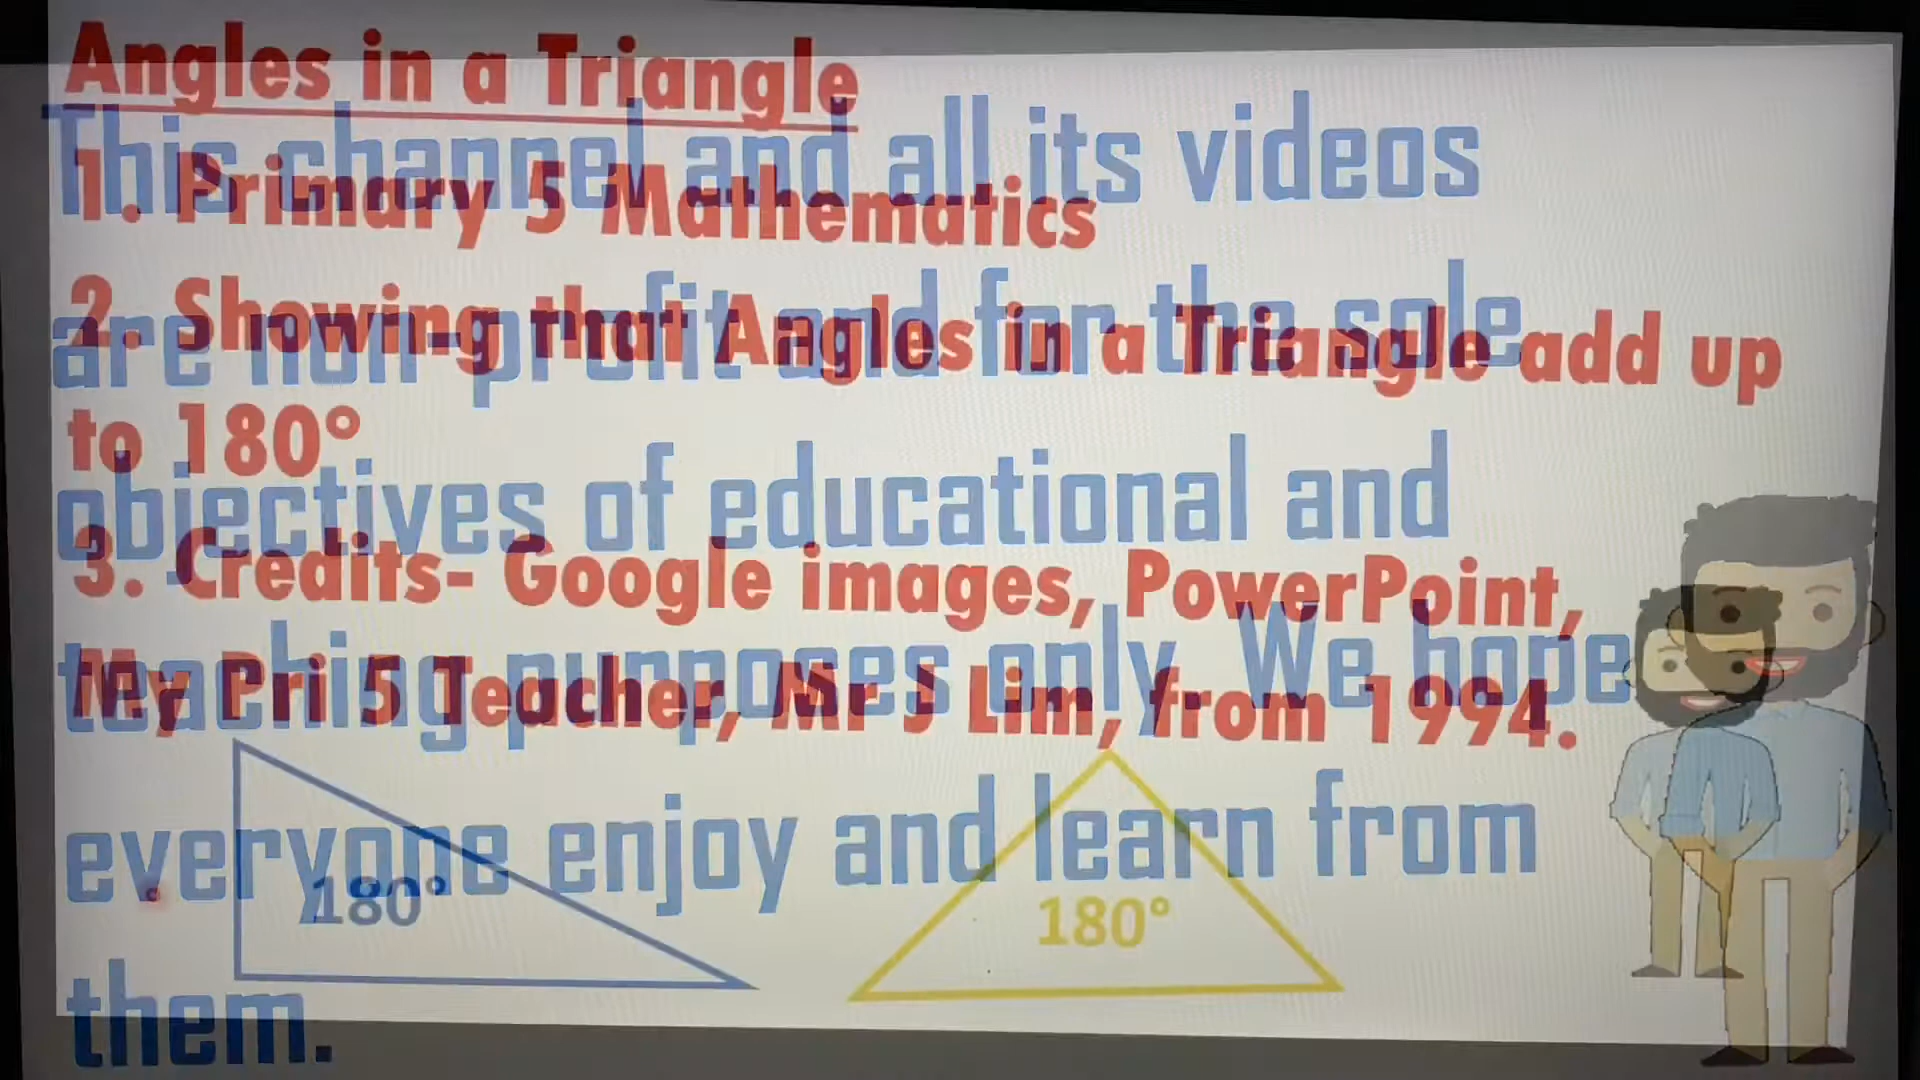 Angles in a Triangle
1. Primary 5 Mathematics
2. Showing that Angles in a Triangle add up
to 180°
3. Credits- Google images, PowerPoint,
My Pri 5 Teacher, Mr J Lim, from 1994.
180°
180°
This channel and all its videos
are non-profit and for the sole
objectives of educational and
teaching purposes only. We hope
everyone enjoy and learn from
them.